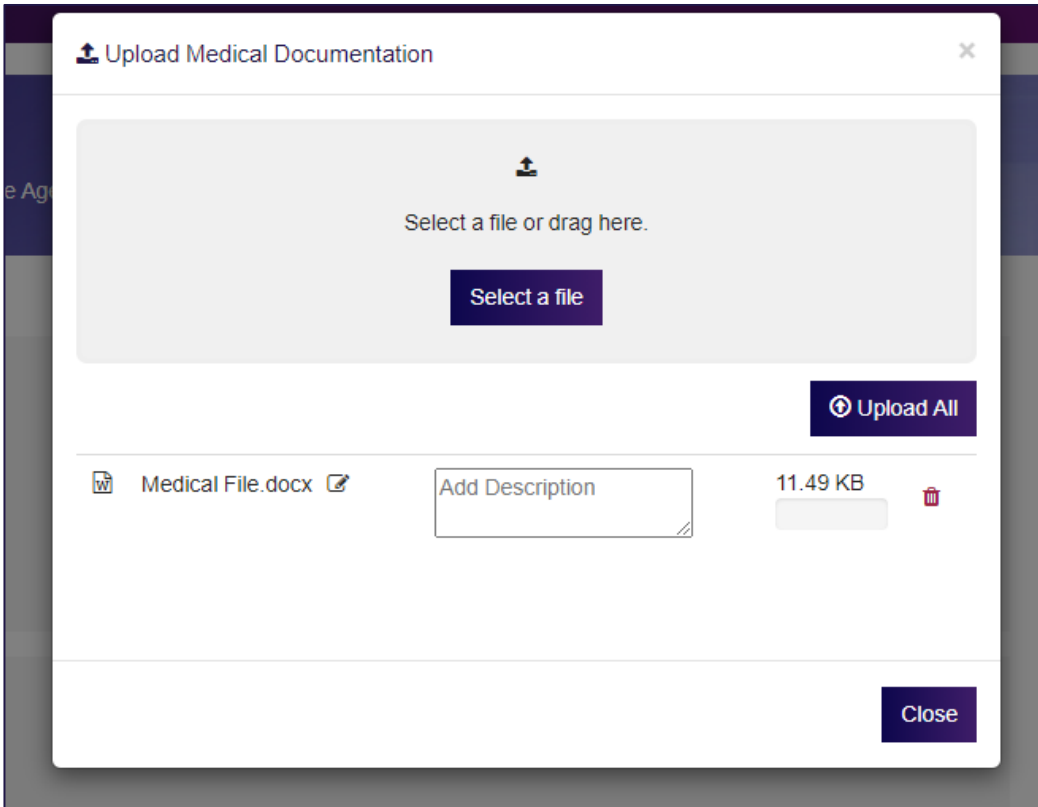 Upload Medical Documentation
×
e Age
Select a file or drag here.
Select a file
Upload All
Medical File.docx
Add Description
11.49 KB
Close